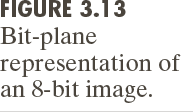 FIGURE 3.13
Bit-plane
representation of
an 8-bit image.